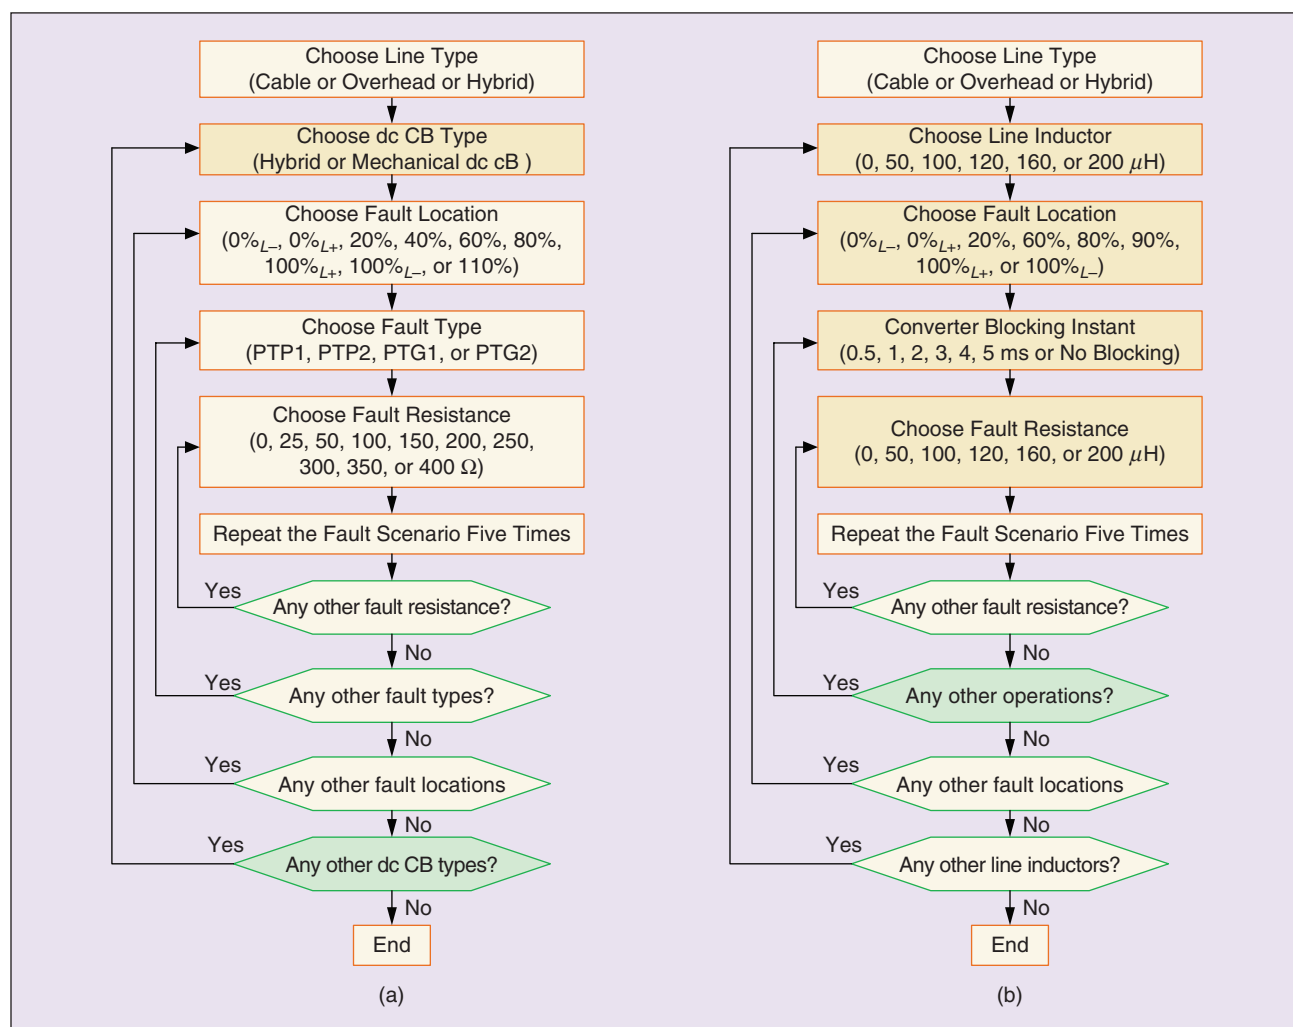 Choose Line Type
(Cable or Overhead or Hybrid)
Choose dc CB Type
(Hybrid or Mechanical dc cB )
Choose Fault Location
(0%L–, 0%L+, 20%, 40%, 60%, 80%,
100%L+, 100%L–, or 110%)
Choose Fault Type
(PTP1, PTP2, PTG1, or PTG2)
Choose Fault Resistance
(0, 25, 50, 100, 150, 200, 250,
300, 350, or 400 Ω)
Repeat the Fault Scenario Five Times
Yes
Any other fault resistance?
No
Yes
Any other fault types?
No
Yes
Any other fault locations
No
Yes
Any other dc CB types?
No
End
(a)
Choose Line Type
(Cable or Overhead or Hybrid)
Choose Line Inductor
(0, 50, 100, 120, 160, or 200 μH)
Choose Fault Location
(0%L–, 0%L+, 20%, 60%, 80%, 90%,
100%L+, or 100%L–)
Converter Blocking Instant
(0.5, 1, 2, 3, 4, 5 ms or No Blocking)
Choose Fault Resistance
(0, 50, 100, 120, 160, or 200 μH)
Repeat the Fault Scenario Five Times
Yes
Any other fault resistance?
No
Yes
Any other operations?
No
Yes
Any other fault locations
No
Yes
Any other line inductors?
No
End
(b)